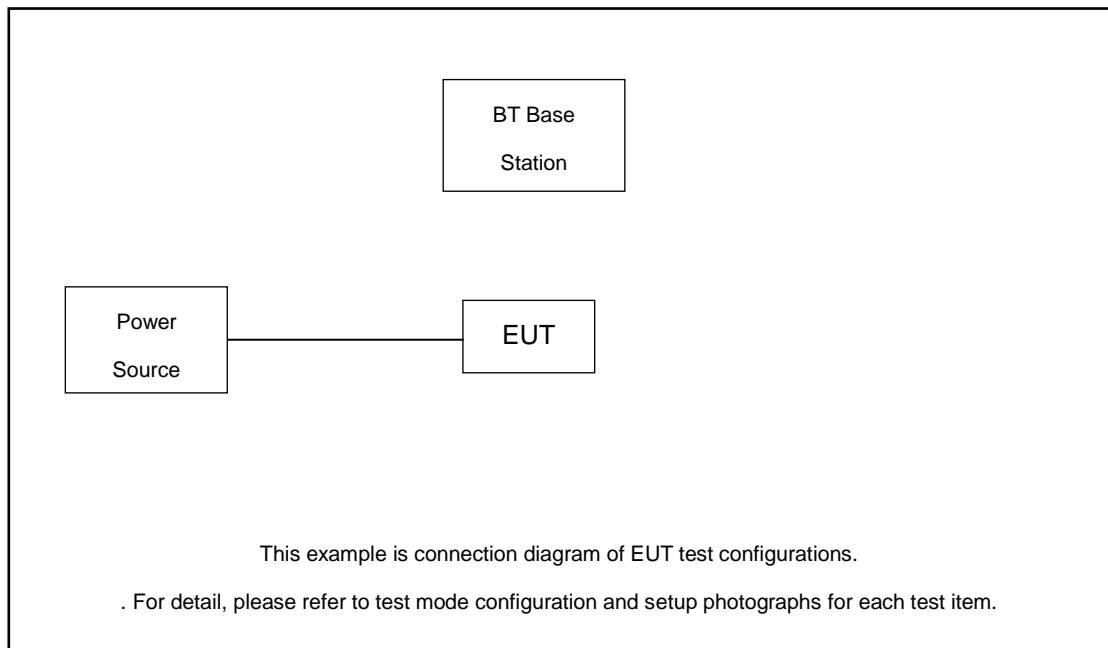 BT Base
Station
Power
Source
EUT
This example is connection diagram of EUT test configurations.
. For detail, please refer to test mode configuration and setup photographs for each test item.